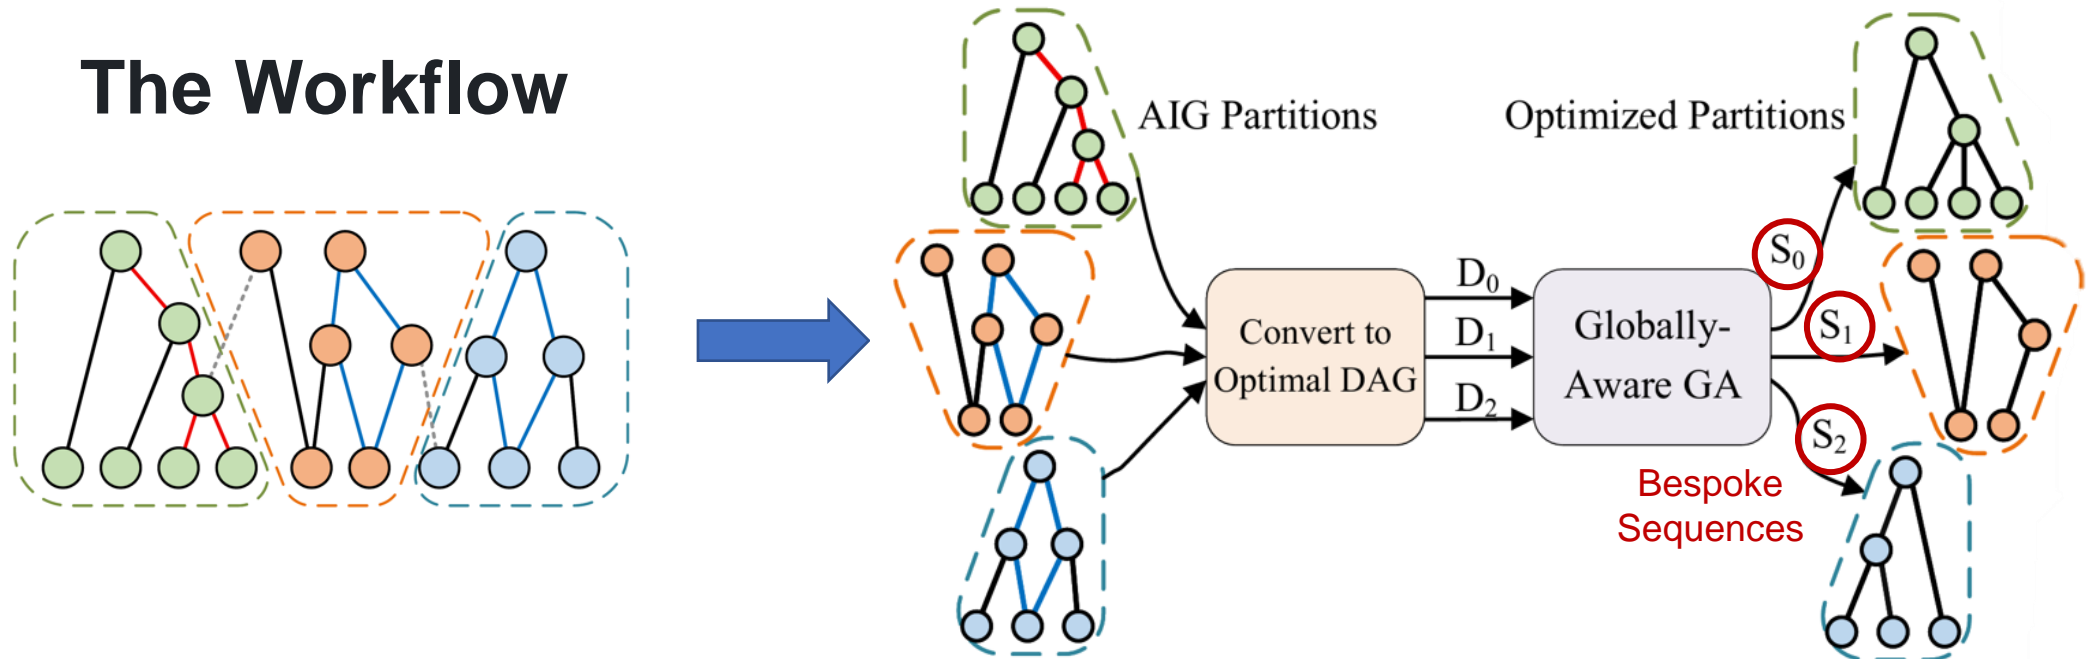 The Workflow
AIG Partitions
Optimized Partitions
Convert to
Optimal DAG
D₀
D₁
D₂
Globally-
Aware GA
S₀
S₁
S₂
Bespoke
Sequences